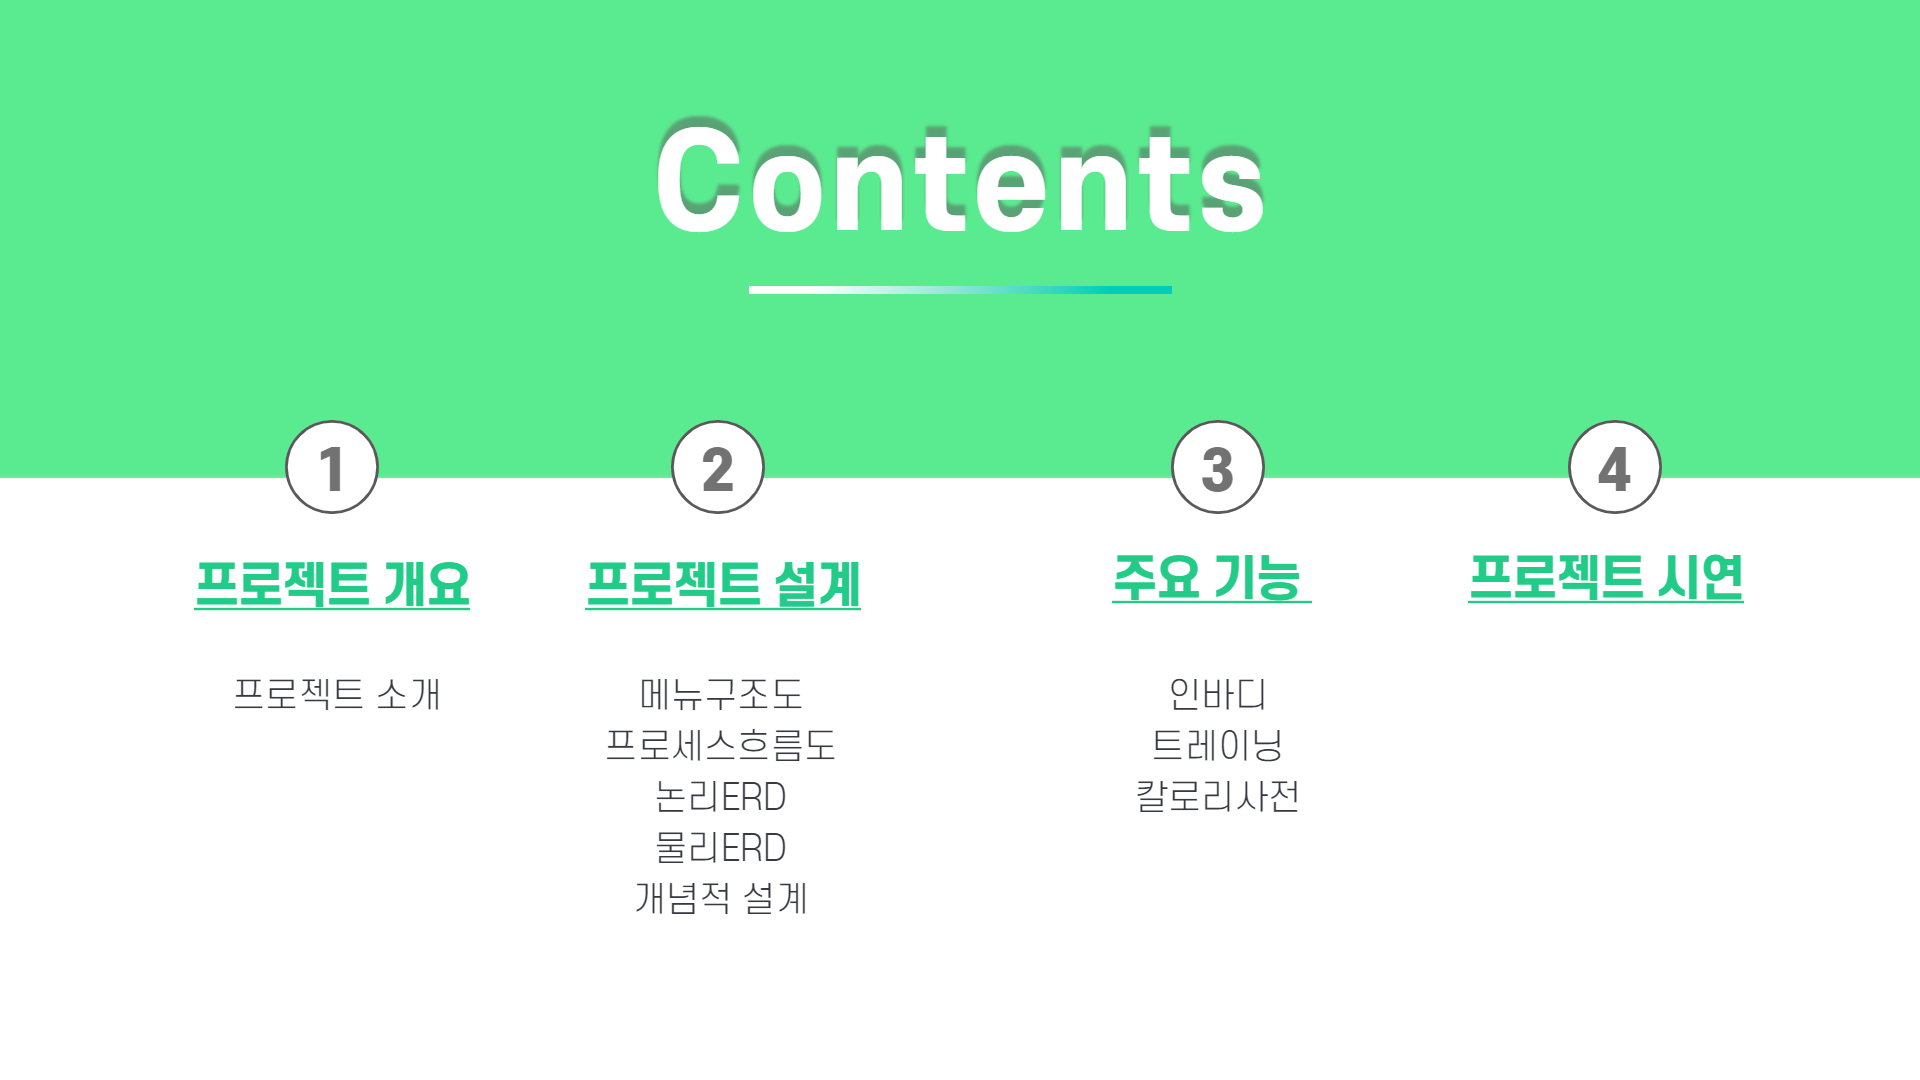 Contents
1
프로젝트 개요
프로젝트 소개
2
프로젝트 설계
메뉴구조도
프로세스흐름도
논리ERD
물리ERD
개념적 설계
3
주요 기능
인바디
트레이닝
칼로리사전
4
프로젝트 시연